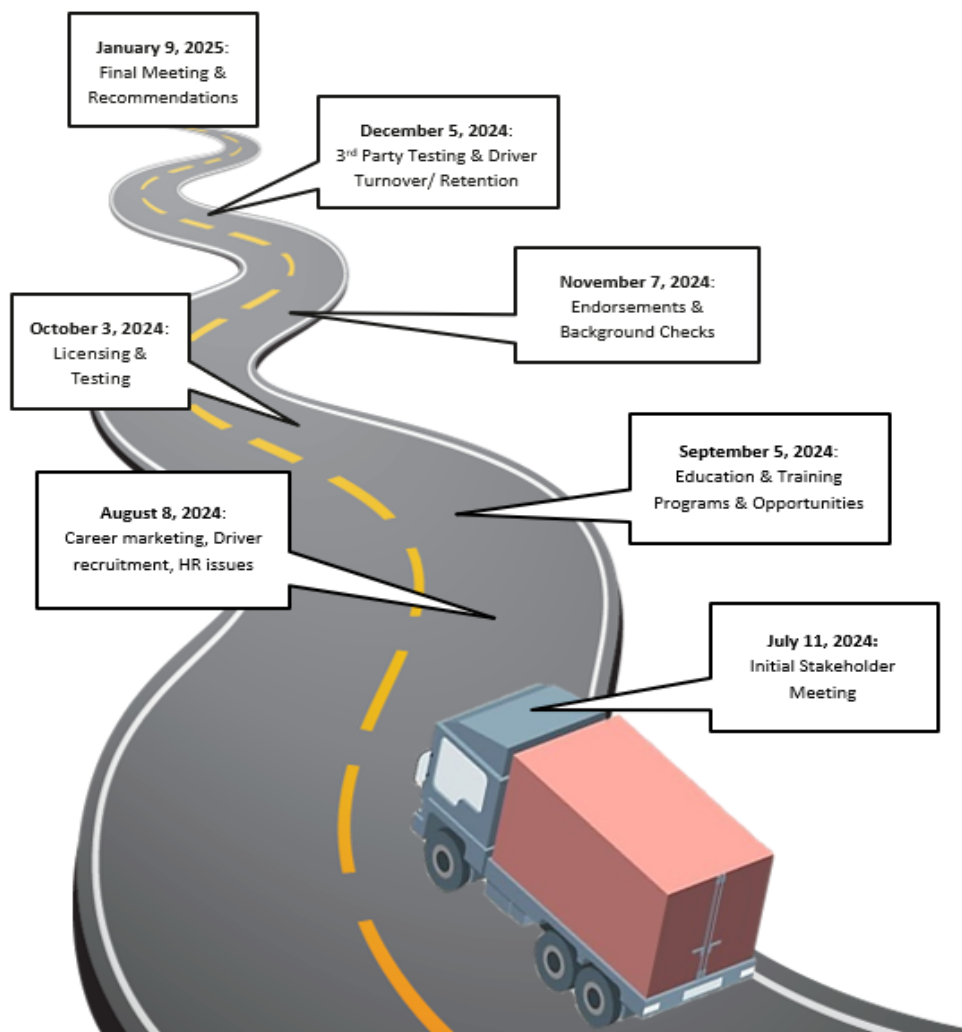 January 9, 2025:
Final Meeting &
Recommendations
December 5, 2024:
3rd Party Testing & Driver
Turnover/ Retention
November 7, 2024:
Endorsements &
Background Checks
October 3, 2024:
Licensing &
Testing
September 5, 2024:
Education & Training
Programs & Opportunities
August 8, 2024:
Career marketing, Driver
recruitment, HR issues
July 11, 2024:
Initial Stakeholder
Meeting